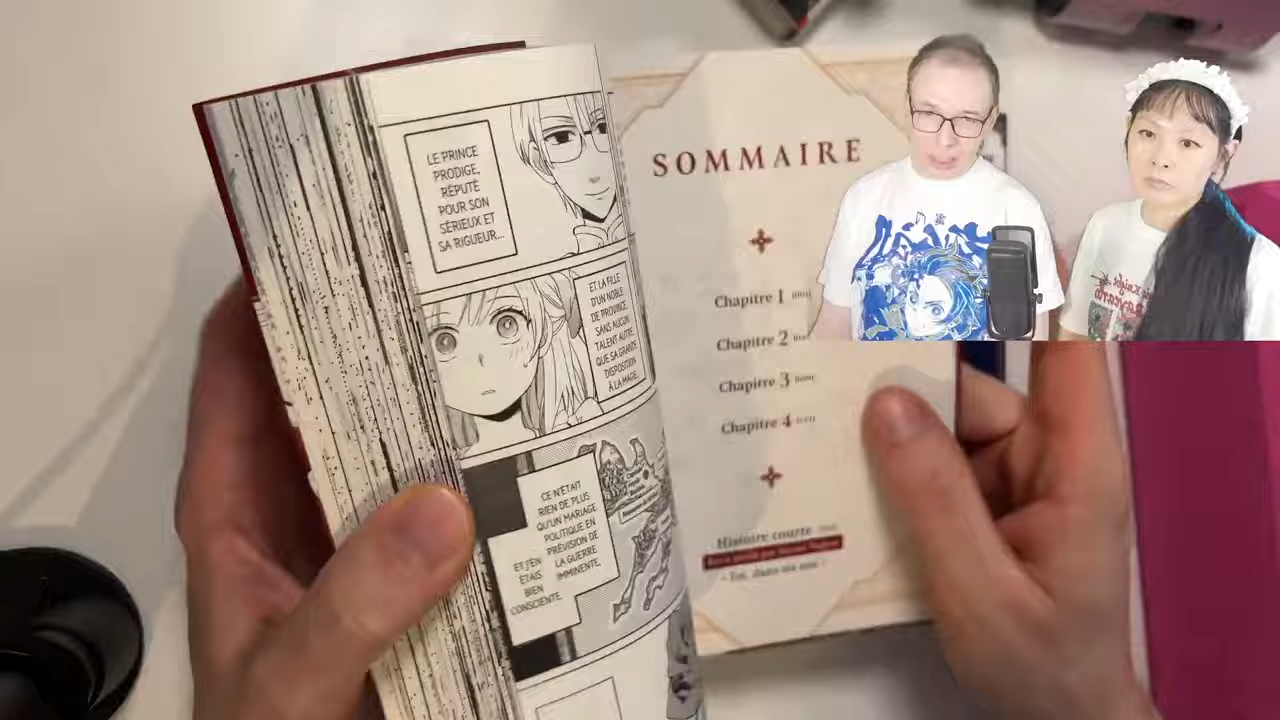 LE PRINCE
PRODIGE,
RÉPUTÉ
POUR SON
SÉRIEUX ET
SA RIGUEUR...
ET LA FILLE
D'UN NOBLE
DE PROVINCE,
SANS AUCUN
TALENT AUTRE
QUE SA GRANDE
DISPOSITION
À LA MAGIE.
CE N'ÉTAIT
RIEN DE PLUS
QU'UN MARIAGE
POLITIQUE EN
PRÉVISION DE
LA GUERRE
IMMINENTE,
ET J'EN
ÉTAIS
BIEN
CONSCIENTE.
SOMMAIRE
Chapitre 1
Chapitre 2
Chapitre 3
Chapitre 4
Histoire courte